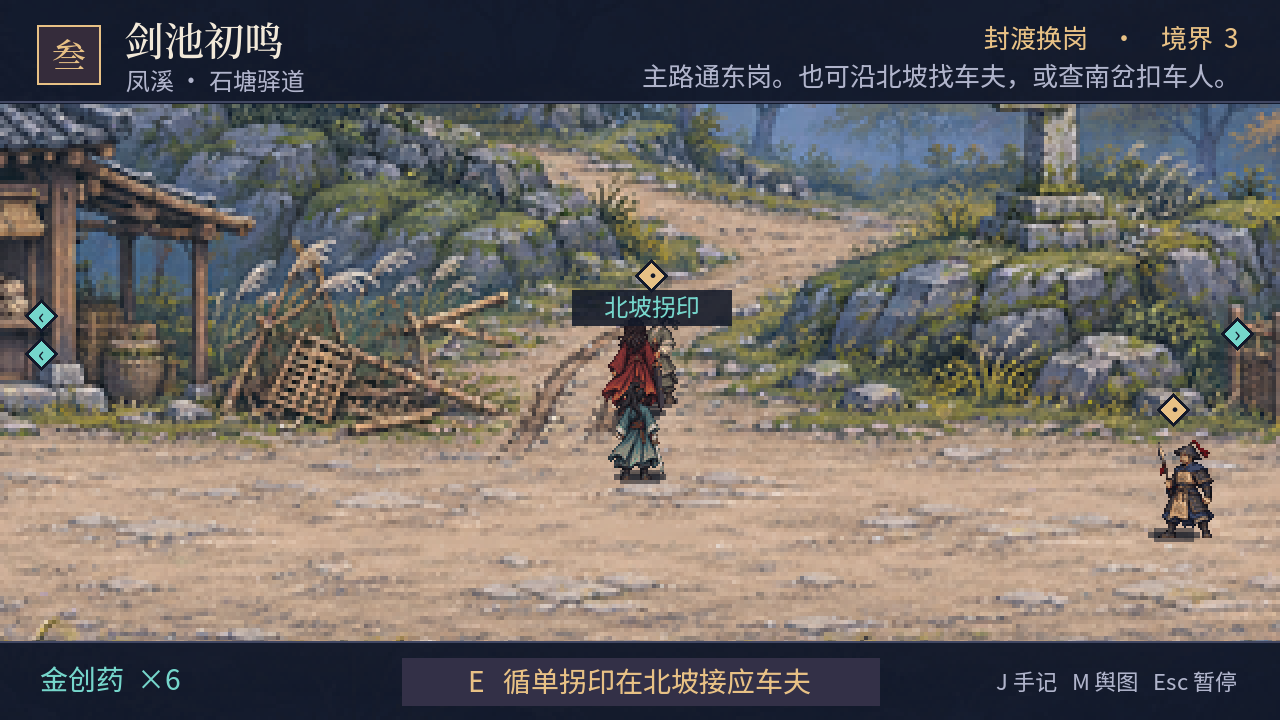 叁
剑池初鸣
凤溪 · 石塘驿道
封渡换岗 · 境界 3
主路通东岗。也可沿北坡找车夫，或查南岔扣车人。
北坡拐印
金创药 ×6
E 循单拐印在北坡接应车夫
J 手记 M 舆图 Esc 暂停